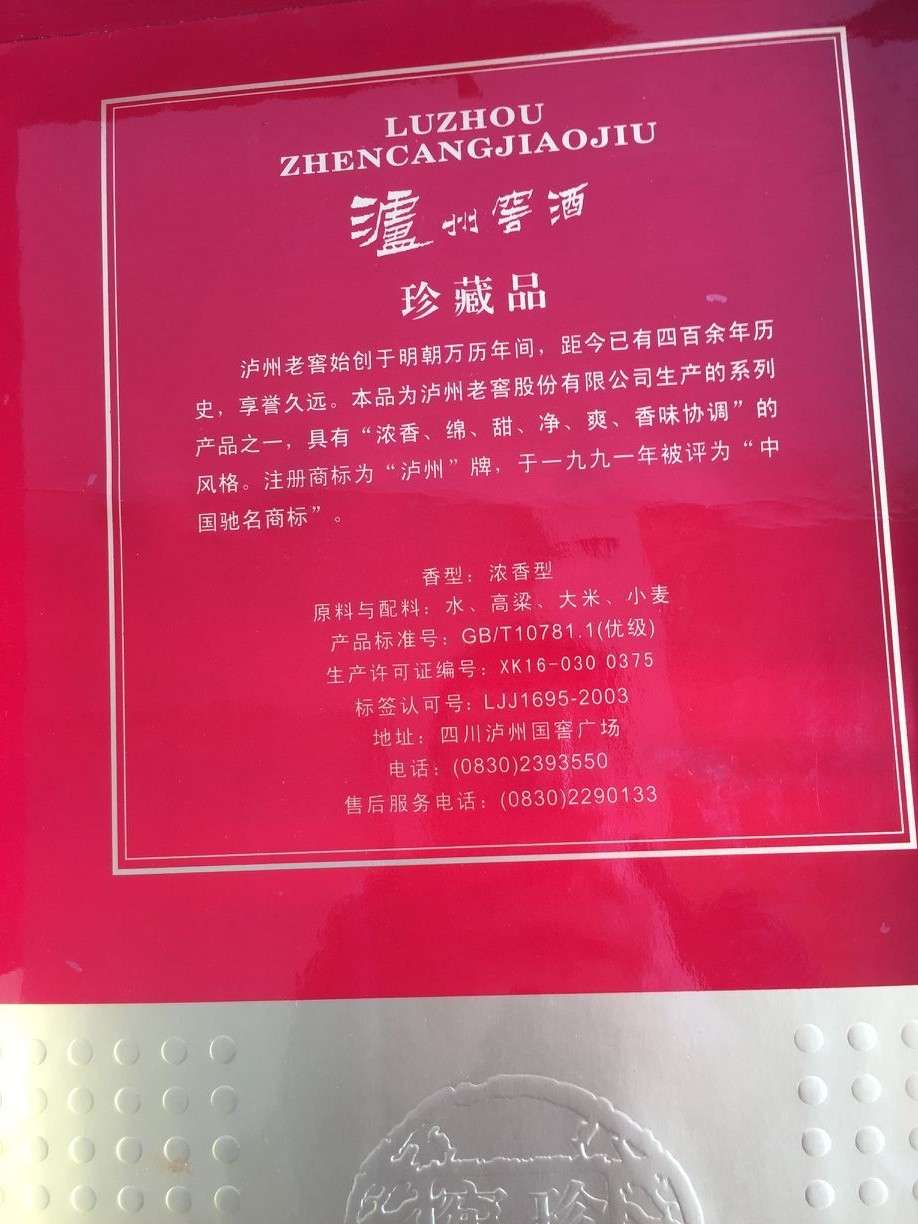 LUZHOU
ZHENCANGJIAOJIU
泸州窖酒
珍藏品
泸州老窖始创于明朝万历年间，距今已有四百余年历
史，享誉久远。本品为泸州老窖股份有限公司生产的系列
产品之一，具有“浓香、绵、甜、净、爽、香味协调”的
风格。注册商标为“泸州”牌，于一九九一年被评为“中
国驰名商标”。
香型：浓香型
原料与配料：水、高粱、大米、小麦
产品标准号：GB/T10781.1(优级)
生产许可证编号：XK16-030 0375
标签认可号：LJJ1695-2003
地址：四川泸州国窖广场
电话：(0830)2393550
售后服务电话：(0830)2290133